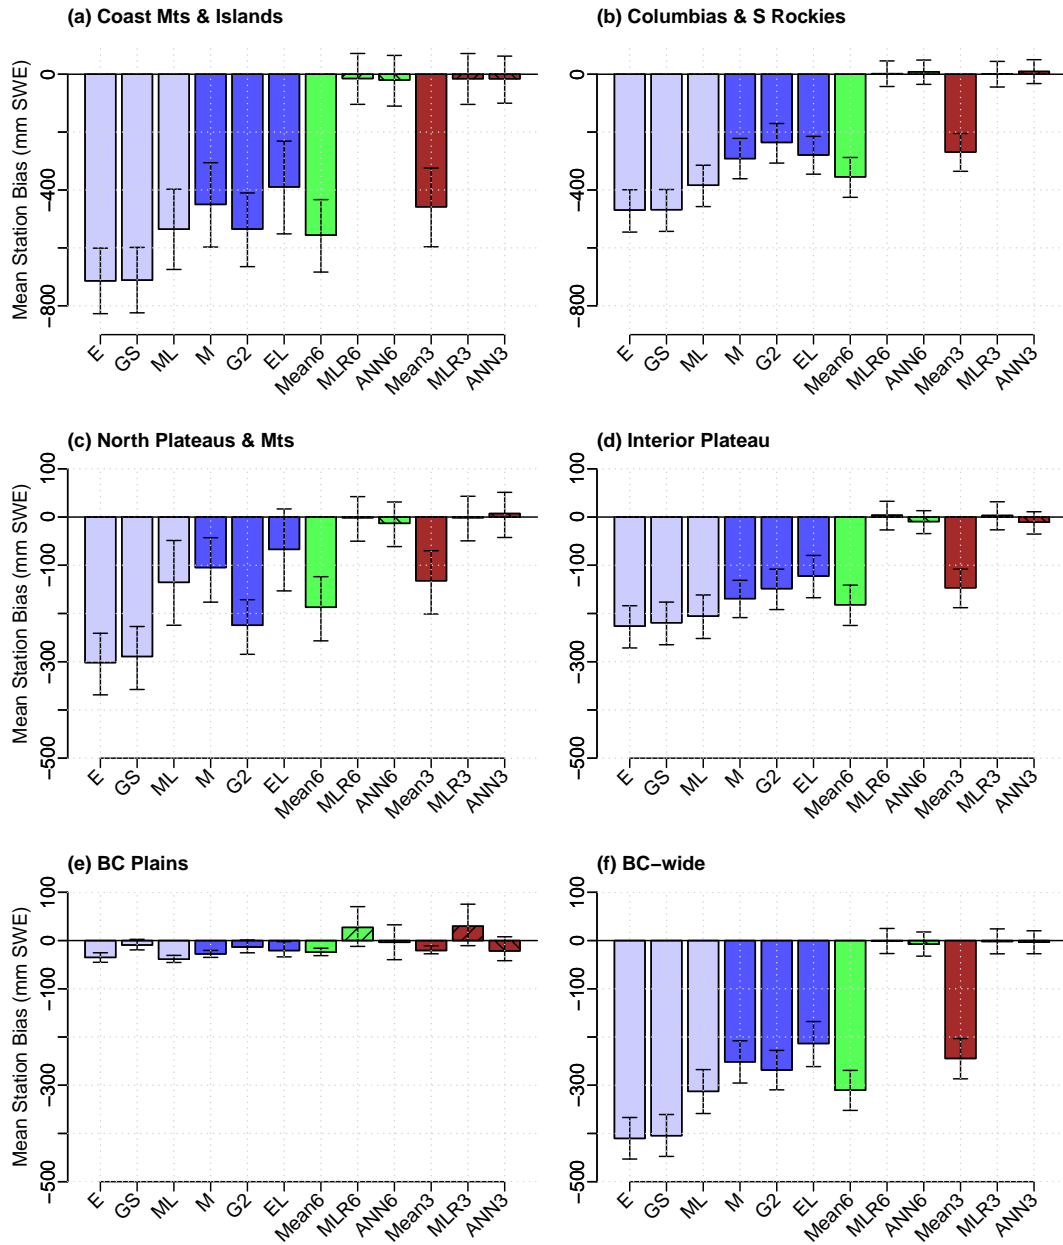 (a) Coast Mts & Islands
Mean Station Bias (mm SWE)
0
−400
−800
E GS ML M G2 EL Mean6 MLR6 ANN6 Mean3 MLR3 ANN3
(b) Columbias & S Rockies
0
−400
−800
E GS ML M G2 EL Mean6 MLR6 ANN6 Mean3 MLR3 ANN3
(c) North Plateaus & Mts
Mean Station Bias (mm SWE)
100
0
−100
−300
−500
E GS ML M G2 EL Mean6 MLR6 ANN6 Mean3 MLR3 ANN3
(d) Interior Plateau
100
0
−100
−300
−500
E GS ML M G2 EL Mean6 MLR6 ANN6 Mean3 MLR3 ANN3
(e) BC Plains
Mean Station Bias (mm SWE)
100
0
−100
−300
−500
E GS ML M G2 EL Mean6 MLR6 ANN6 Mean3 MLR3 ANN3
(f) BC−wide
100
0
−100
−300
−500
E GS ML M G2 EL Mean6 MLR6 ANN6 Mean3 MLR3 ANN3